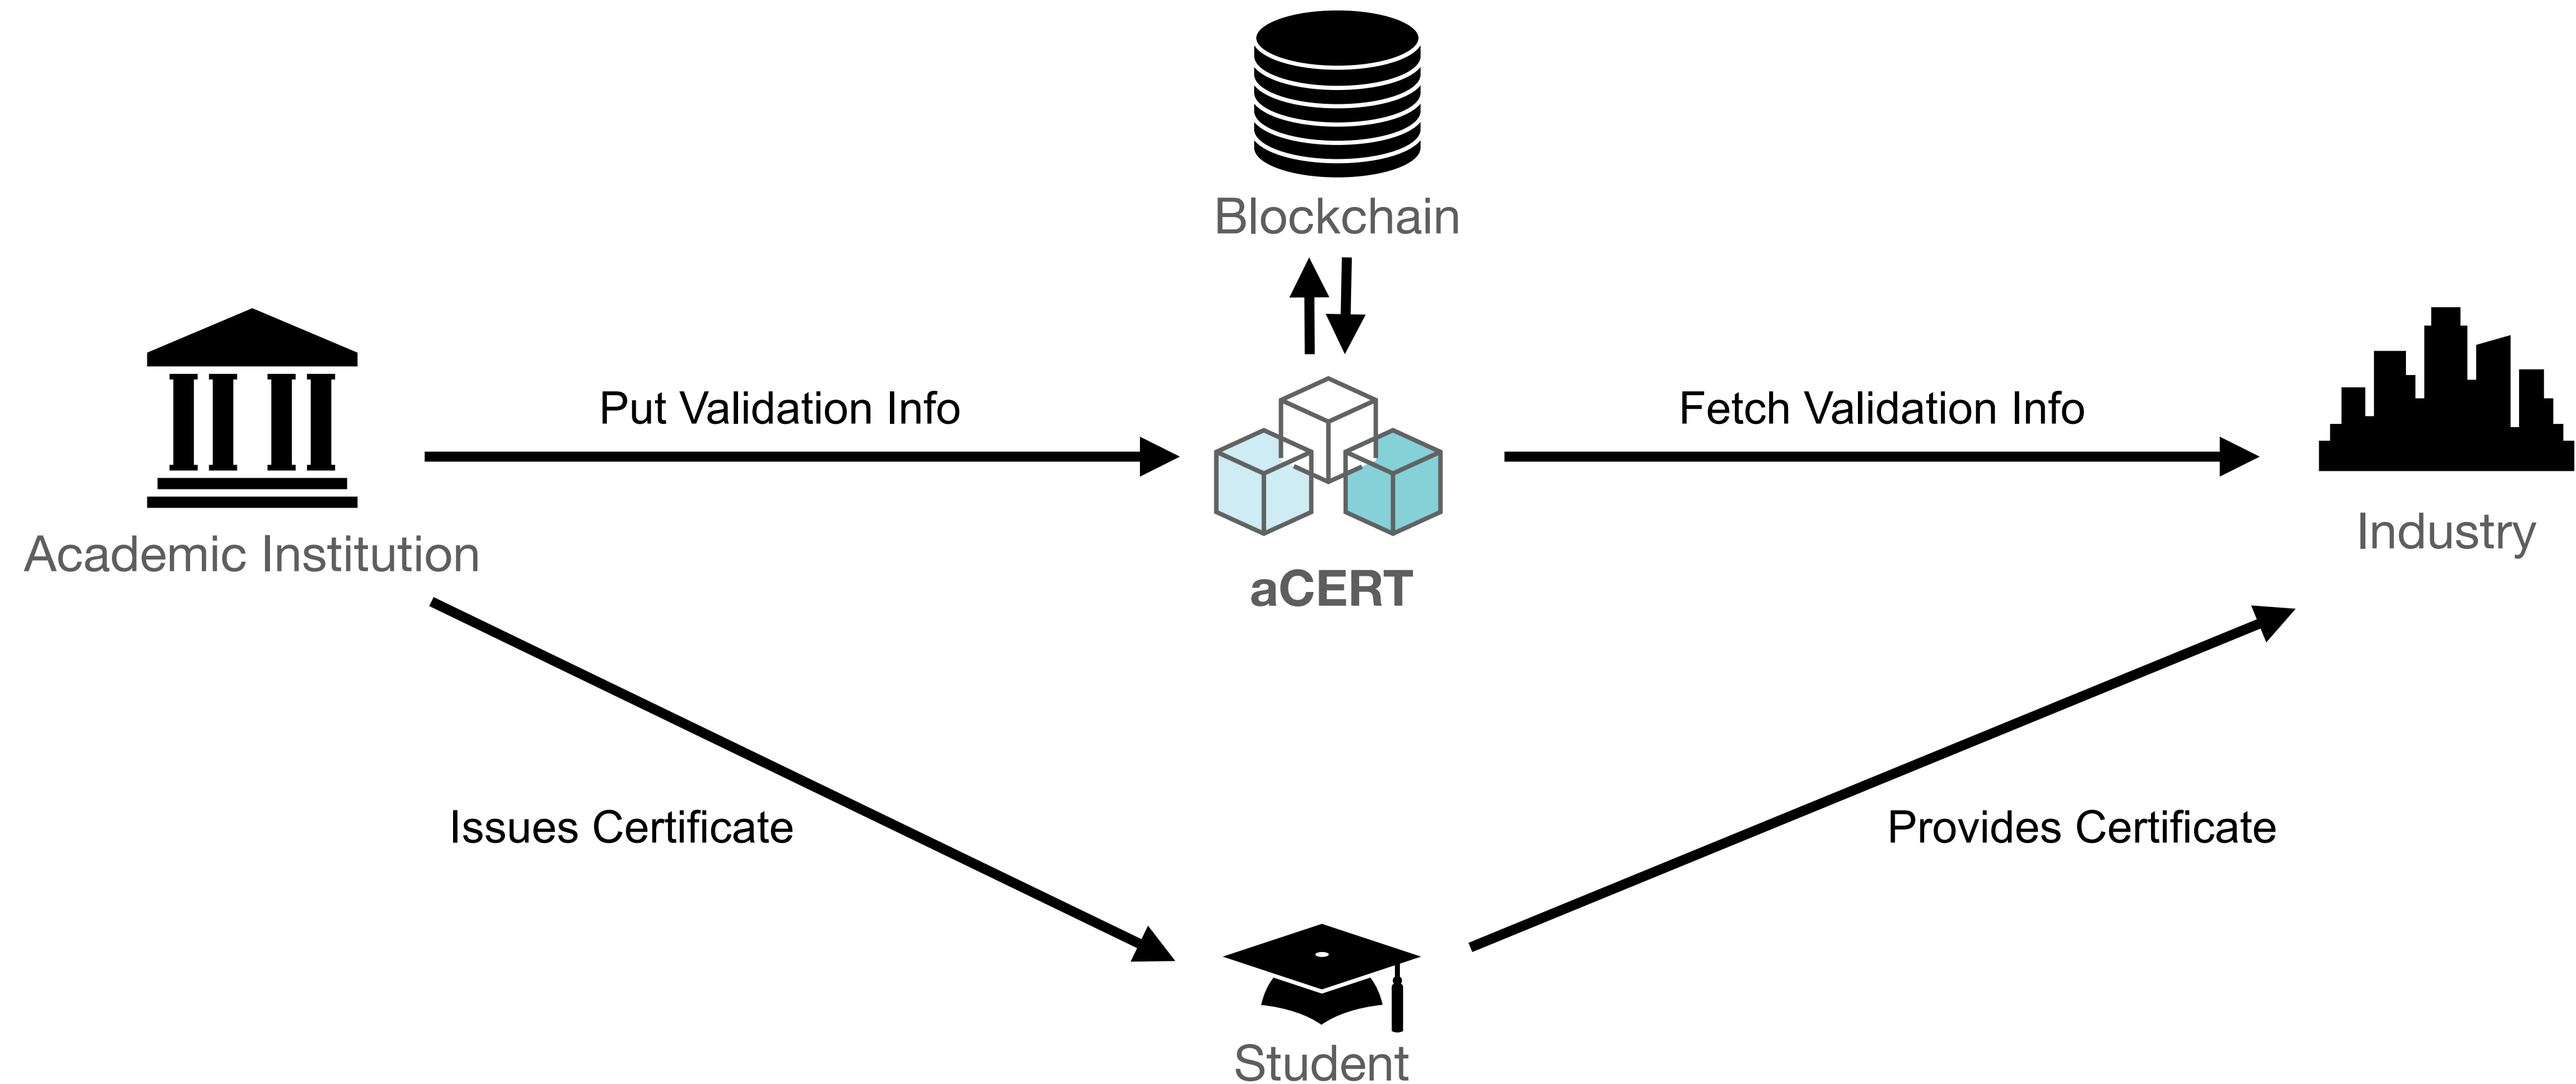 Blockchain
Put Validation Info
Fetch Validation Info
Academic Institution
aCERT
Industry
Issues Certificate
Provides Certificate
Student